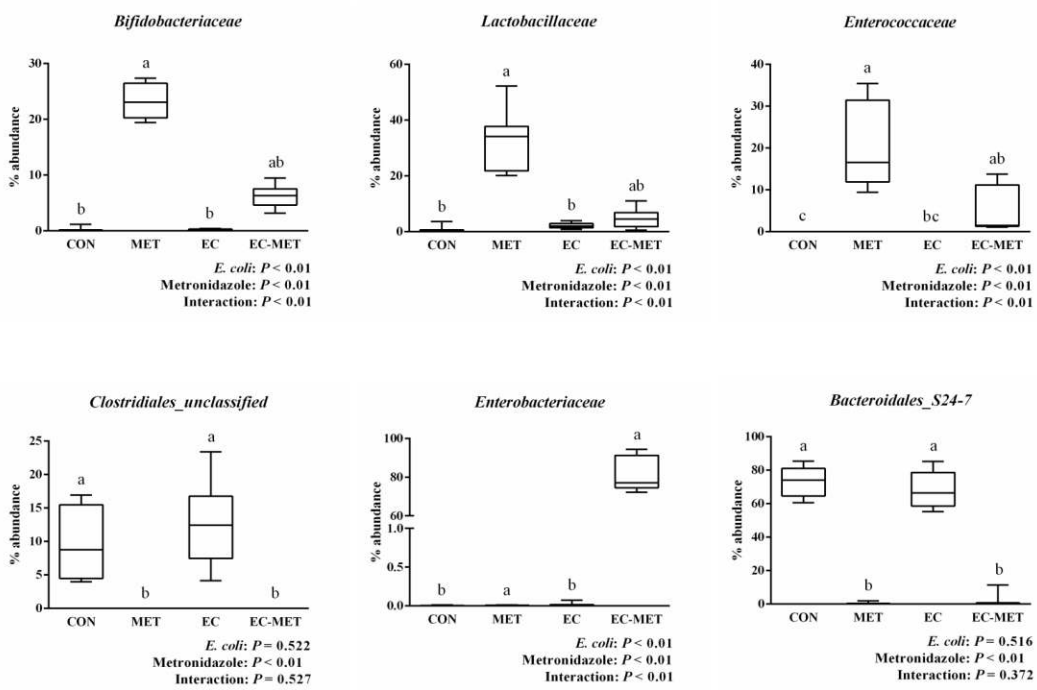 Bifidobacteriaceae
% abundance
30
20
10
0
a
b
b
ab
CON MET EC EC-MET
E. coli: P < 0.01
Metronidazole: P < 0.01
Interaction: P < 0.01
Lactobacillaceae
% abundance
60
40
20
0
a
b
b
ab
CON MET EC EC-MET
E. coli: P < 0.01
Metronidazole: P < 0.01
Interaction: P < 0.01
Enterococcaceae
% abundance
40
30
20
10
0
a
ab
c
bc
CON MET EC EC-MET
E. coli: P < 0.01
Metronidazole: P < 0.01
Interaction: P < 0.01
Clostridiales_unclassified
% abundance
25
20
15
10
5
0
a
a
b
b
CON MET EC EC-MET
E. coli: P = 0.522
Metronidazole: P < 0.01
Interaction: P = 0.527
Enterobacteriaceae
% abundance
100
80
60
1.0
0.5
0.0
a
b
a
b
CON MET EC EC-MET
E. coli: P < 0.01
Metronidazole: P < 0.01
Interaction: P < 0.01
Bacteroidales_S24-7
% abundance
100
80
60
40
20
0
a
a
b
b
CON MET EC EC-MET
E. coli: P = 0.516
Metronidazole: P < 0.01
Interaction: P = 0.372